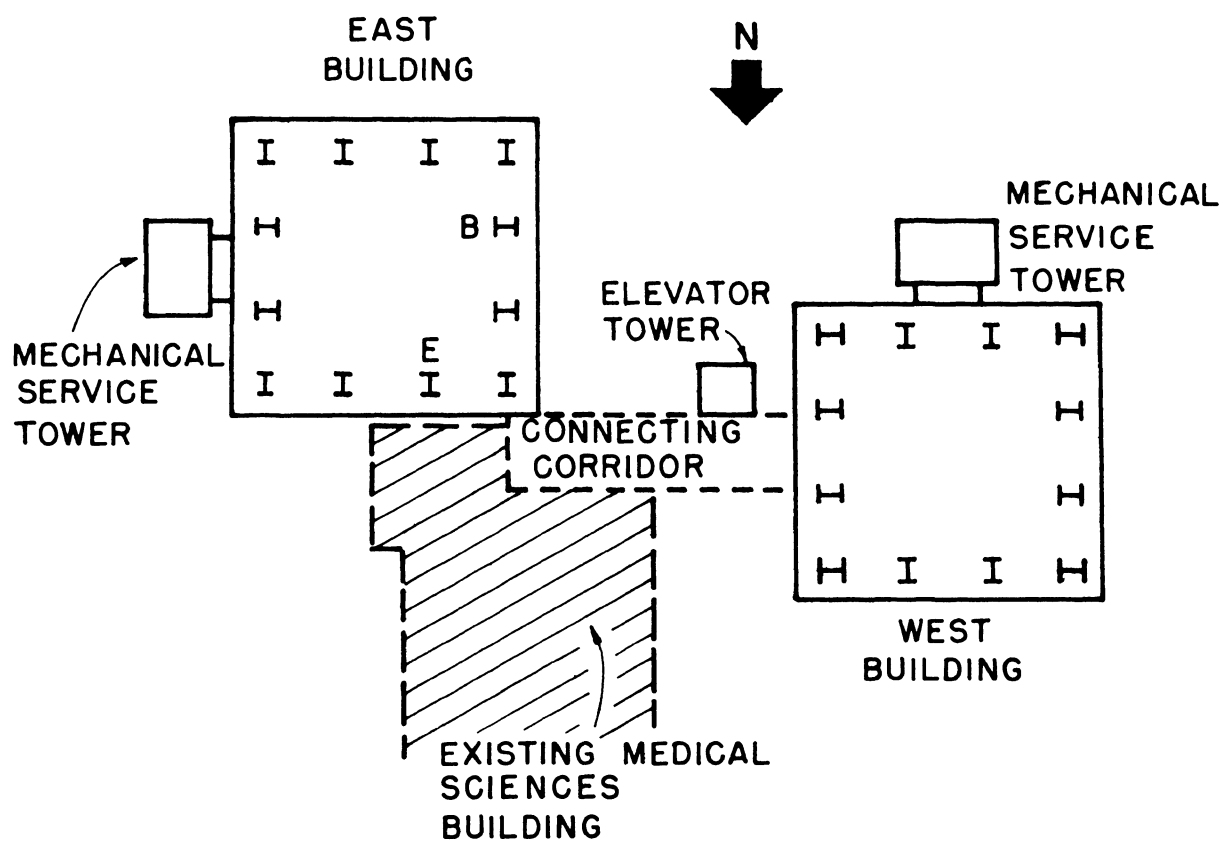 EAST
BUILDING
N
MECHANICAL
SERVICE
TOWER
B
ELEVATOR
TOWER
E
MECHANICAL
SERVICE
TOWER
CONNECTING
CORRIDOR
WEST
BUILDING
EXISTING MEDICAL
SCIENCES
BUILDING